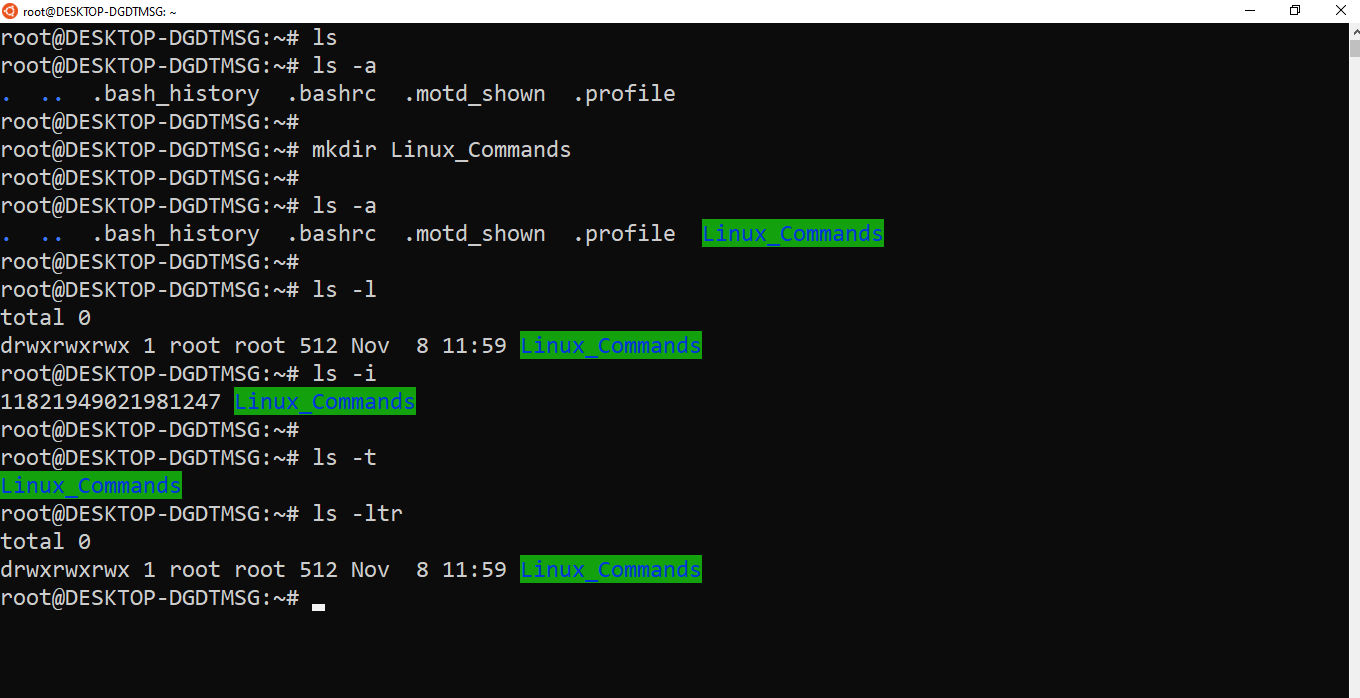 root@DESKTOP-DGDTMSG: ~
root@DESKTOP-DGDTMSG:~# ls
root@DESKTOP-DGDTMSG:~# ls -a
.  ..  .bash_history  .bashrc  .motd_shown  .profile
root@DESKTOP-DGDTMSG:~#
root@DESKTOP-DGDTMSG:~# mkdir Linux_Commands
root@DESKTOP-DGDTMSG:~#
root@DESKTOP-DGDTMSG:~# ls -a
.  ..  .bash_history  .bashrc  .motd_shown  .profile  Linux_Commands
root@DESKTOP-DGDTMSG:~#
root@DESKTOP-DGDTMSG:~# ls -l
total 0
drwxrwxrwx 1 root root 512 Nov  8 11:59 Linux_Commands
root@DESKTOP-DGDTMSG:~# ls -i
11821949021981247 Linux_Commands
root@DESKTOP-DGDTMSG:~#
root@DESKTOP-DGDTMSG:~# ls -t
Linux_Commands
root@DESKTOP-DGDTMSG:~# ls -ltr
total 0
drwxrwxrwx 1 root root 512 Nov  8 11:59 Linux_Commands
root@DESKTOP-DGDTMSG:~#